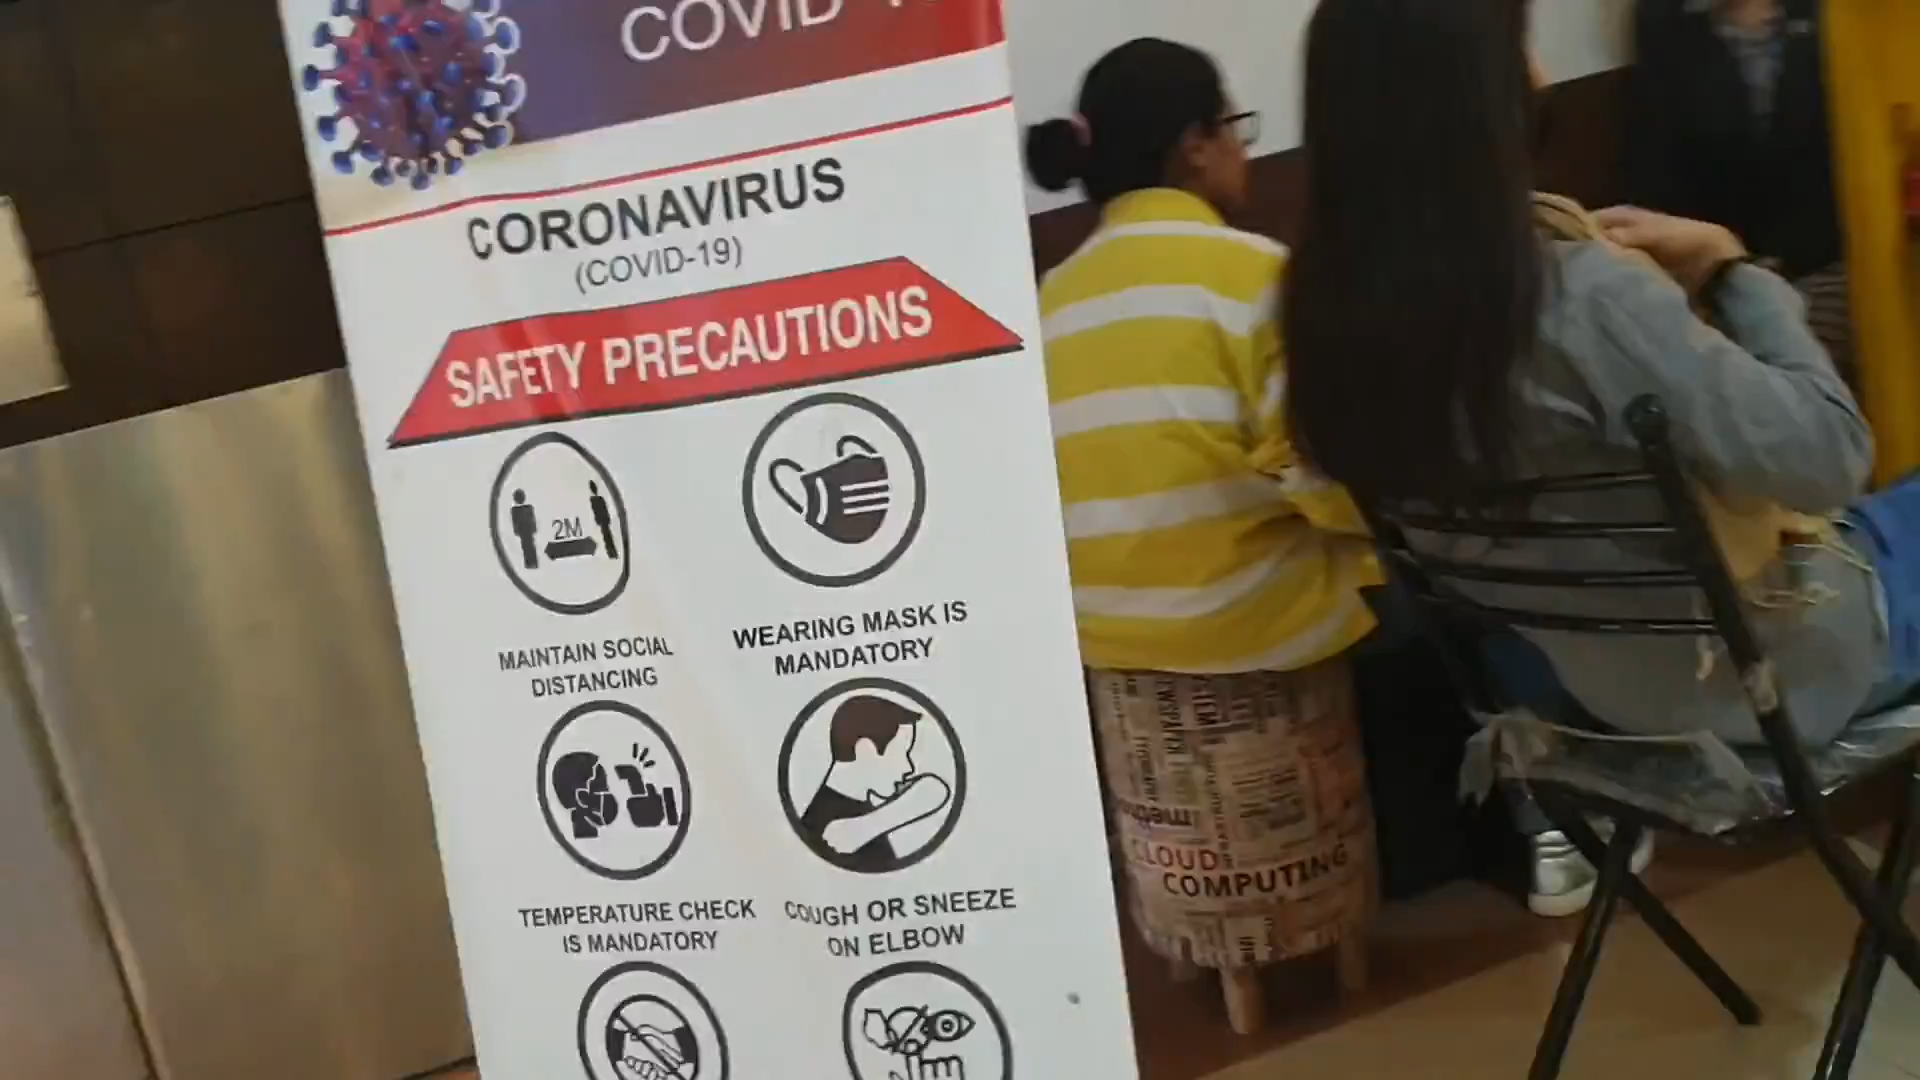 COVID
CORONAVIRUS
(COVID-19)
SAFETY PRECAUTIONS
2M
MAINTAIN SOCIAL
DISTANCING
WEARING MASK IS
MANDATORY
TEMPERATURE CHECK
IS MANDATORY
COUGH OR SNEEZE
ON ELBOW
CLOUD
COMPUTING